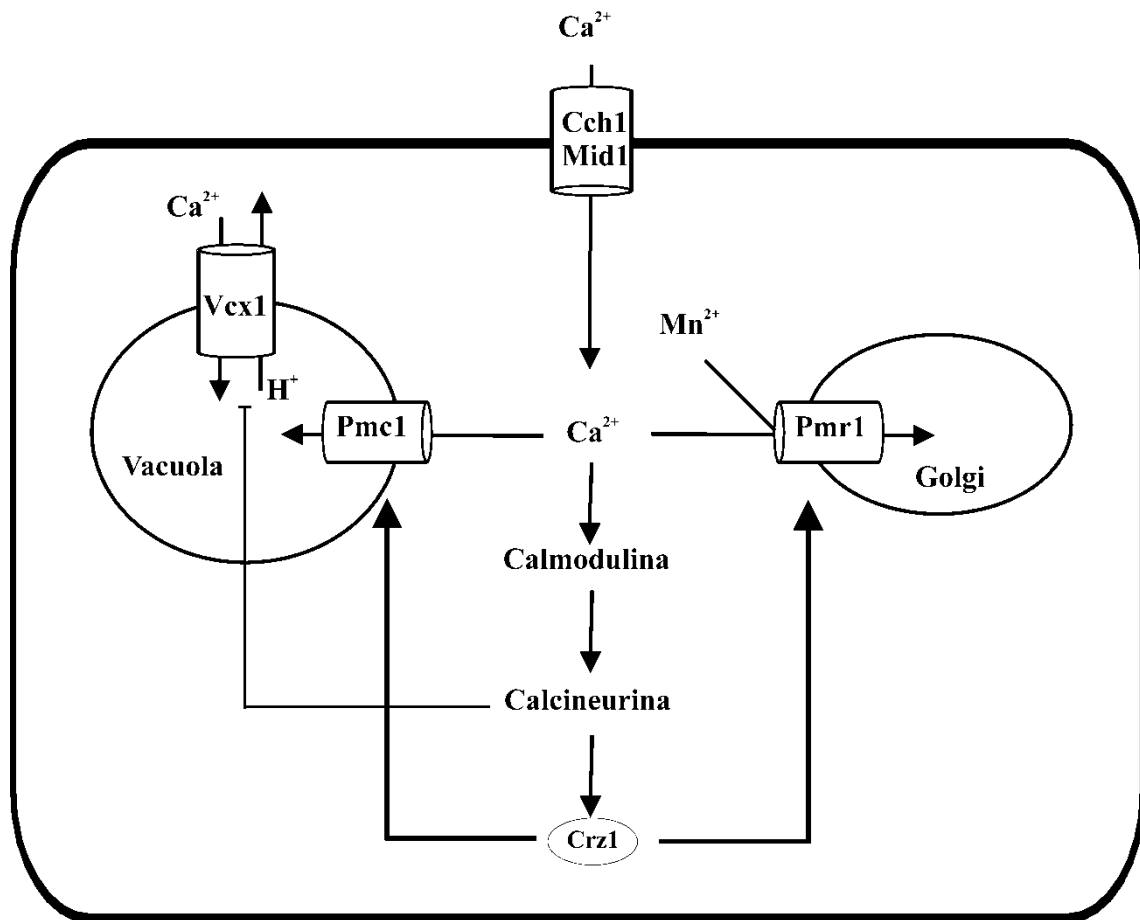 Ca²⁺
Cch1
Mid1
Ca²⁺
Vcx1
Mn²⁺
H⁺
Pmc1
Ca²⁺
Pmr1
Vacuola
Golgi
Calmodulina
Calcineurina
Crz1